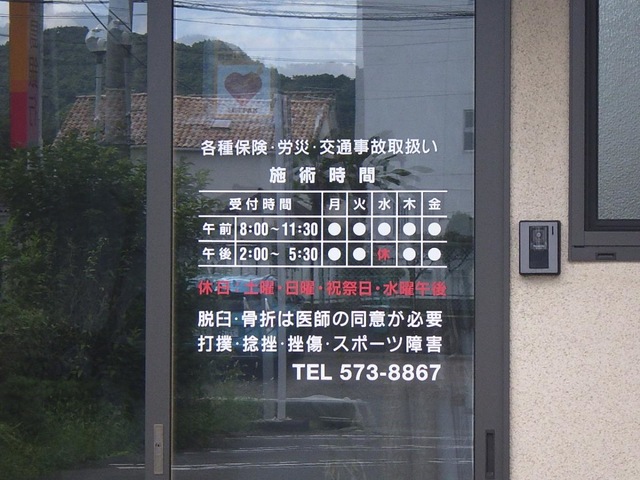 各種保険・労災・交通事故取扱い
施術時間
受付時間 月 火 水 木 金
午前 8:00~11:30 ● ● ● ● ●
午後 2:00~ 5:30 ● ● 休 ● ●
休日・土曜・日曜・祝祭日・水曜午後
脱臼・骨折は医師の同意が必要
打撲・捻挫・挫傷・スポーツ障害
TEL 573-8867